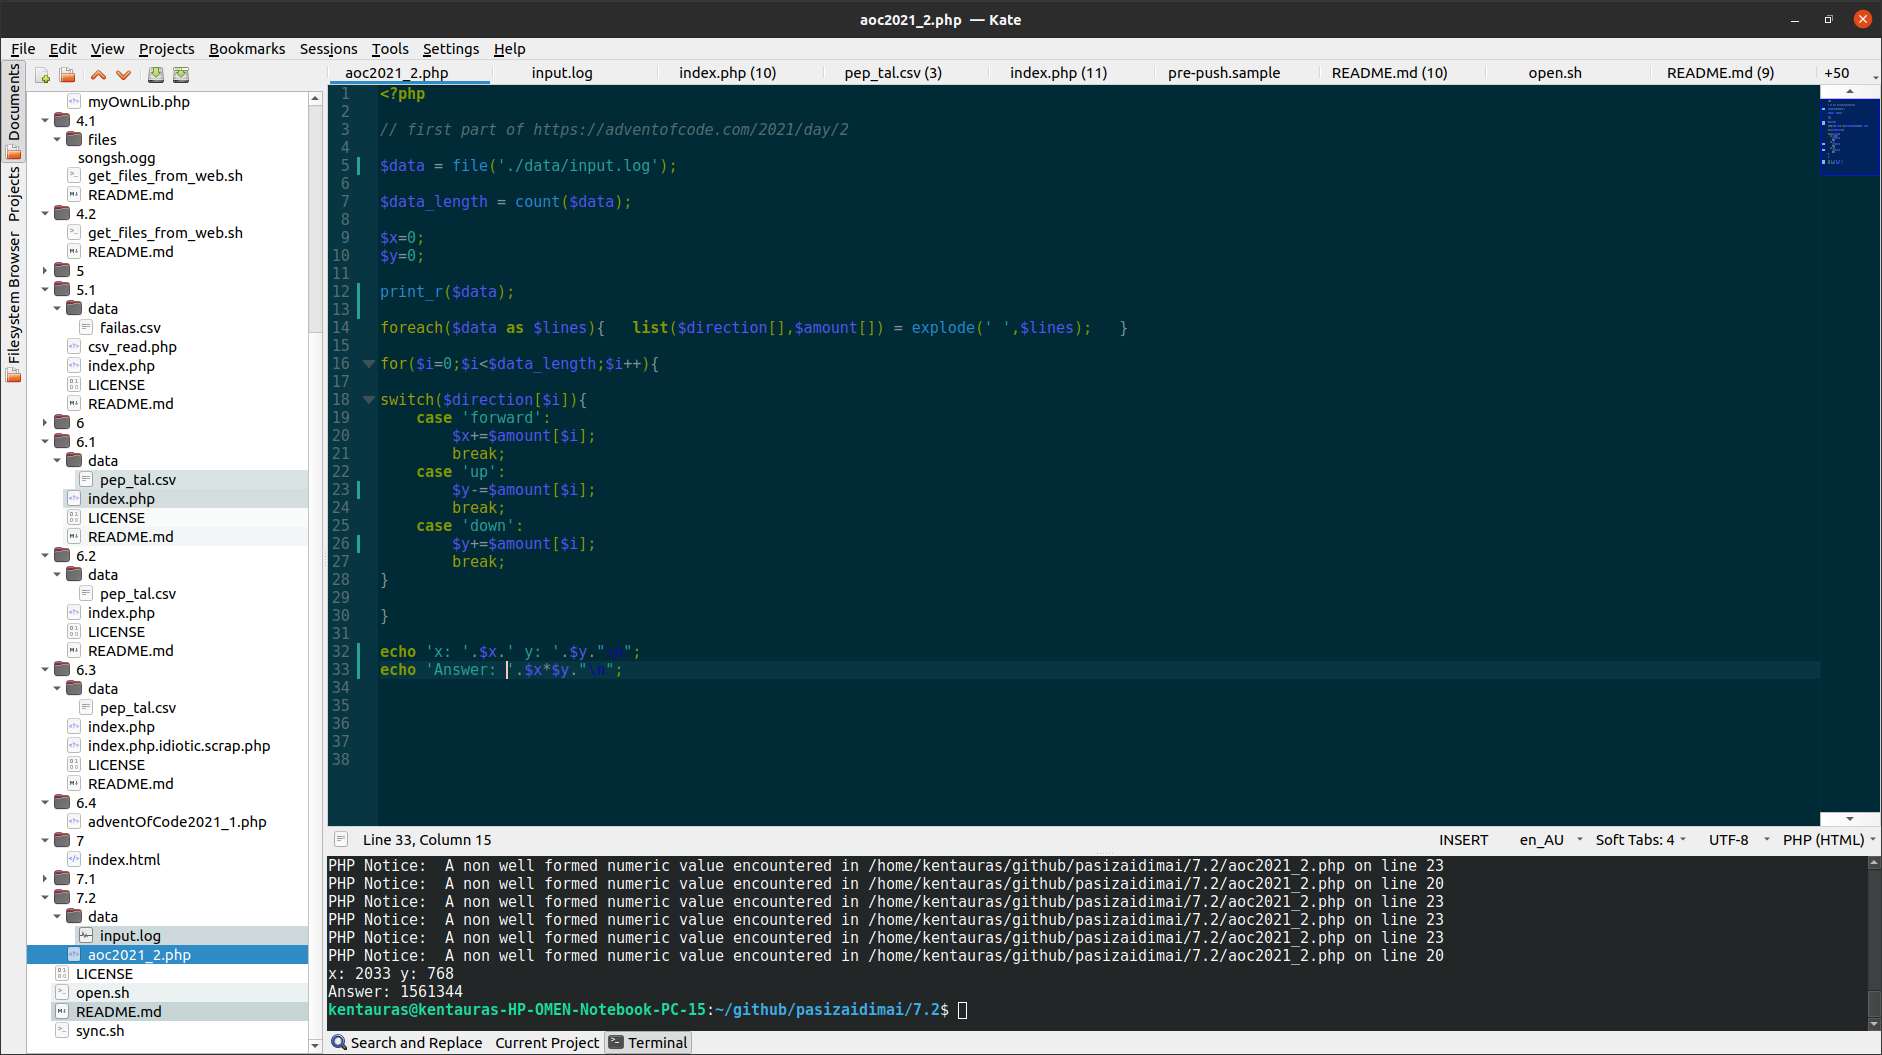 aoc2021_2.php — Kate
File Edit View Projects Bookmarks Sessions Tools Settings Help
Documents
Projects
Filesystem Browser
myOwnLib.php
4.1
files
songsh.ogg
get_files_from_web.sh
README.md
4.2
get_files_from_web.sh
README.md
5
5.1
data
failas.csv
csv_read.php
index.php
LICENSE
README.md
6
6.1
data
pep_tal.csv
index.php
LICENSE
README.md
6.2
data
pep_tal.csv
index.php
LICENSE
README.md
6.3
data
pep_tal.csv
index.php
index.php.idiotic.scrap.php
LICENSE
README.md
6.4
adventOfCode2021_1.php
7
index.html
7.1
7.2
data
input.log
aoc2021_2.php
LICENSE
open.sh
README.md
sync.sh
aoc2021_2.php input.log index.php (10) pep_tal.csv (3) index.php (11) pre-push.sample README.md (10) open.sh README.md (9) +50
1 <?php
2
3 // first part of https://adventofcode.com/2021/day/2
4
5 $data = file('./data/input.log');
6
7 $data_length = count($data);
8
9 $x=0;
10 $y=0;
11
12 print_r($data);
13
14 foreach($data as $lines){   list($direction[],$amount[]) = explode(' ',$lines);   }
15
16 for($i=0;$i<$data_length;$i++){
17
18 switch($direction[$i]){
19     case 'forward':
20         $x+=$amount[$i];
21         break;
22     case 'up':
23         $y-=$amount[$i];
24         break;
25     case 'down':
26         $y+=$amount[$i];
27         break;
28 }
29
30 }
31
32 echo 'x: '.$x.' y: '.$y."\n";
33 echo 'Answer: '.$x*$y."\n";
34
35
36
37
38
Line 33, Column 15 INSERT en_AU Soft Tabs: 4 UTF-8 PHP (HTML)
PHP Notice:  A non well formed numeric value encountered in /home/kentauras/github/pasizaidimai/7.2/aoc2021_2.php on line 23
PHP Notice:  A non well formed numeric value encountered in /home/kentauras/github/pasizaidimai/7.2/aoc2021_2.php on line 20
PHP Notice:  A non well formed numeric value encountered in /home/kentauras/github/pasizaidimai/7.2/aoc2021_2.php on line 23
PHP Notice:  A non well formed numeric value encountered in /home/kentauras/github/pasizaidimai/7.2/aoc2021_2.php on line 23
PHP Notice:  A non well formed numeric value encountered in /home/kentauras/github/pasizaidimai/7.2/aoc2021_2.php on line 23
PHP Notice:  A non well formed numeric value encountered in /home/kentauras/github/pasizaidimai/7.2/aoc2021_2.php on line 20
x: 2033 y: 768
Answer: 1561344
kentauras@kentauras-HP-OMEN-Notebook-PC-15:~/github/pasizaidimai/7.2$
Search and Replace Current Project Terminal